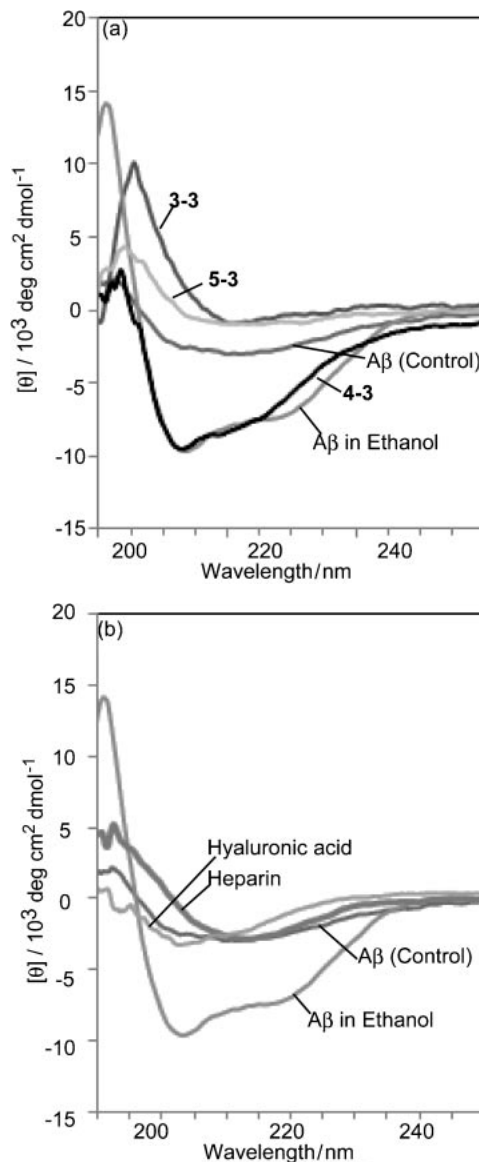 (a)
20
15
10
5
0
-5
-10
-15
[θ] / 10³ deg cm² dmol⁻¹
3-3
5-3
Aβ (Control)
4-3
Aβ in Ethanol
200 220 240
Wavelength/nm
(b)
20
15
10
5
0
-5
-10
-15
[θ] / 10³ deg cm² dmol⁻¹
Hyaluronic acid
Heparin
Aβ (Control)
Aβ in Ethanol
200 220 240
Wavelength/nm